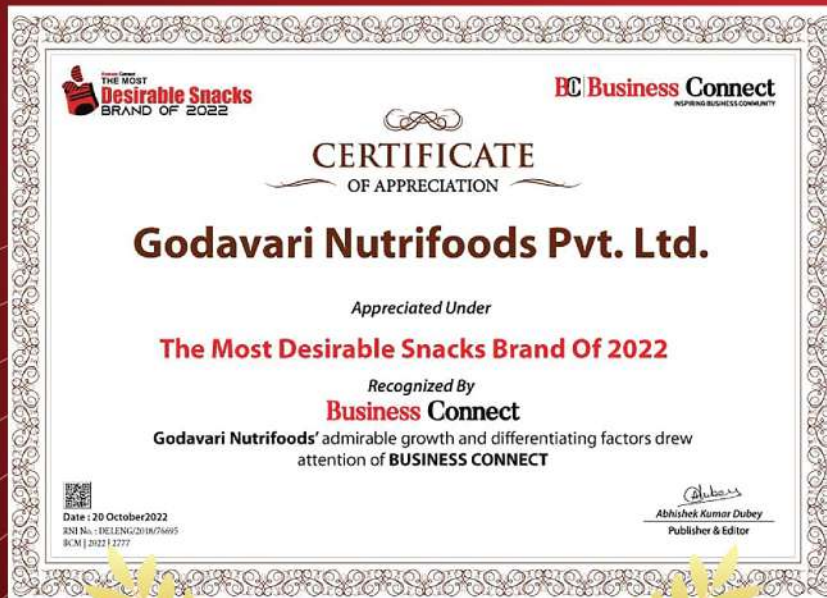 Business Connect
THE MOST
Desirable Snacks
BRAND OF 2022
BC Business Connect
INSPIRING BUSINESS COMMUNITY
CERTIFICATE
OF APPRECIATION
Godavari Nutrifoods Pvt. Ltd.
Appreciated Under
The Most Desirable Snacks Brand Of 2022
Recognized By
Business Connect
Godavari Nutrifoods' admirable growth and differentiating factors drew
attention of BUSINESS CONNECT
Date : 20 October2022
RNI No. : DELENG/2018/76695
BCM | 2022 | 2777
Abhishek Kumar Dubey
Publisher & Editor